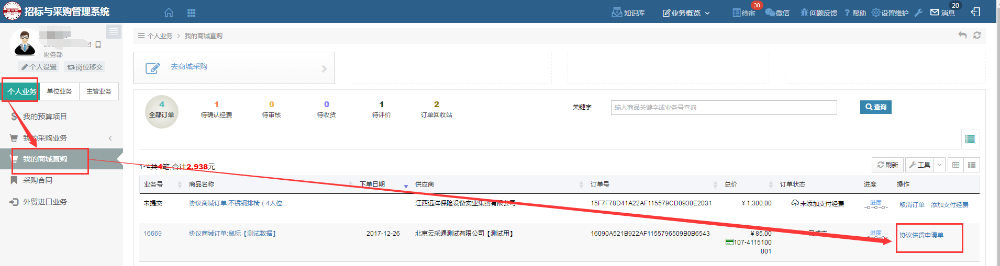 招标与采购管理系统
知识库
业务概览
待审
38
微信
问题反馈
? 帮助
设置维护
消息
20
财务部
个人设置
岗位移交
个人业务
单位业务
主管业务
我的预算项目
我的采购业务
我的商城直购
采购合同
外贸进口业务
个人业务 > 我的商城直购
去商城采购
4
全部订单
1
待确认经费
0
待审核
0
待收货
1
待评价
2
订单回收站
关键字
输入商品关键字或业务号查询
查询
1~4共4笔,合计2,938元
刷新
工具
业务号 商品名称 下单日期 供应商 订单号 总价 订单状态 进度 操作
未提交 协议商城订单:不锈钢排椅（4人位... 江西远洋保险设备实业集团有限公司 15F7F78D41A22AF115579CD0930E2031 ¥1,300.00 未添加支付经费 进度 取消订单 添加支付经费
16669 协议商城订单:鼠标【测试数据】 2017-12-26 北京云采通测试有限公司【测试用】 16090A521B922AF1155796509B0B6543 ¥85.00 进度 协议供货申请单
107-4115100
001